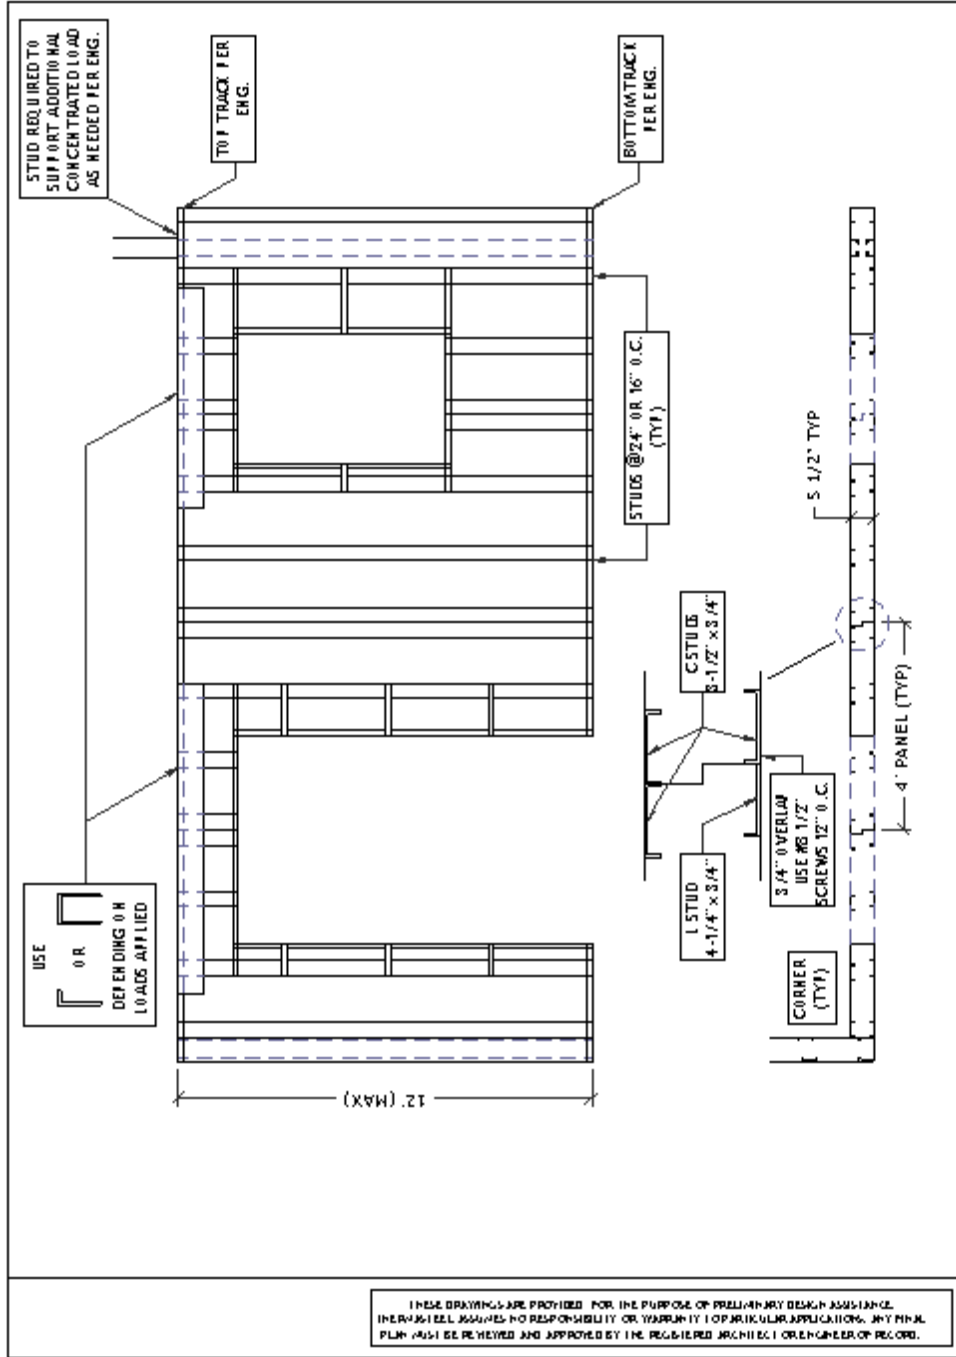 STUD REQUIRED TO
SUPPORT ADDITIONAL
CONCENTRATED LOAD
AS NEEDED PER ENG.
TOP TRACK PER
ENG.
BOTTOM TRACK
PER ENG.
STUDS @24" OR 16" O.C.
(TYP)
5 1/2" TYP
C STUDS
3-1/2" x 3/4"
L STUD
4-1/4" x 3/4"
3/4" OVERLAP
USE #8 1/2"
SCREWS 12" O.C.
4' PANEL (TYP)
CORNER
(TYP)
USE
OR
DEPENDING ON
LOADS APPLIED
12' (MAX)
THESE DRAWINGS ARE PROVIDED FOR THE PURPOSE OF PRELIMINARY DESIGN ASSISTANCE.
THERMASTEEL ASSUMES NO RESPONSIBILITY OR WARRANTY TO PARTICULAR APPLICATIONS. ANY FINAL
PLAN MUST BE REVIEWED AND APPROVED BY THE REGISTERED ARCHITECT OR ENGINEER OF RECORD.